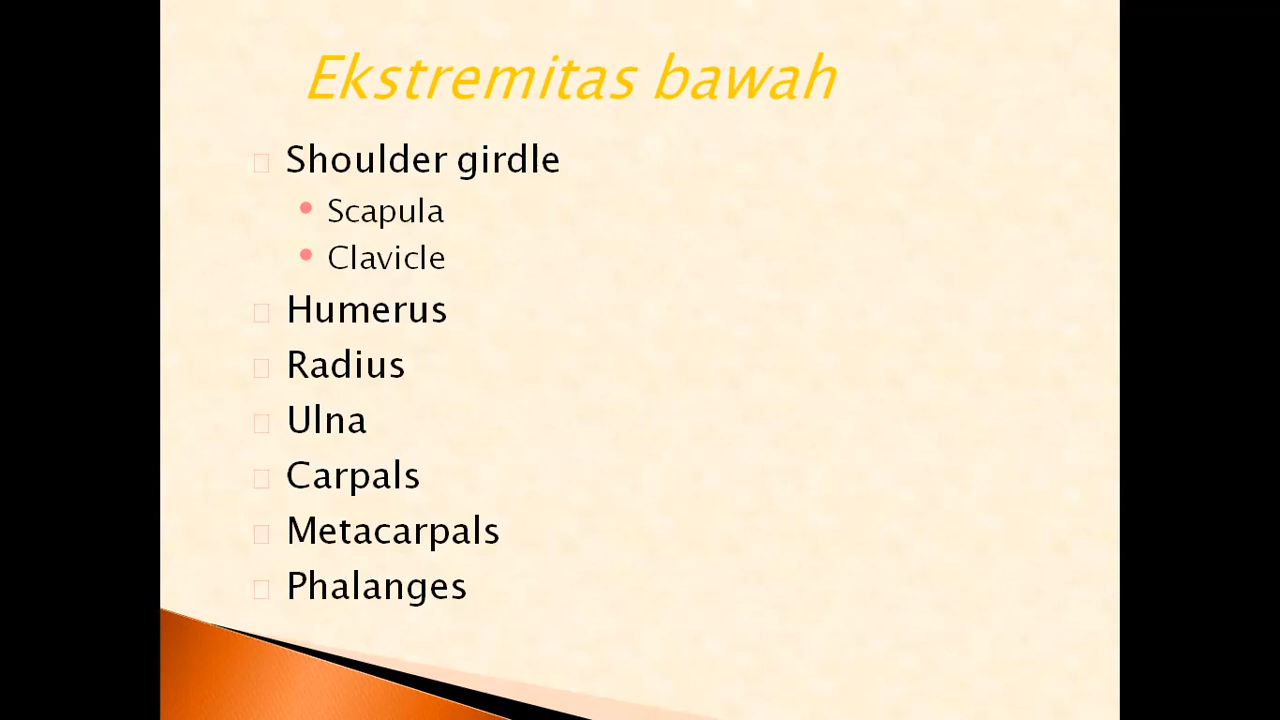 Ekstremitas bawah
Shoulder girdle
Scapula
Clavicle
Humerus
Radius
Ulna
Carpals
Metacarpals
Phalanges